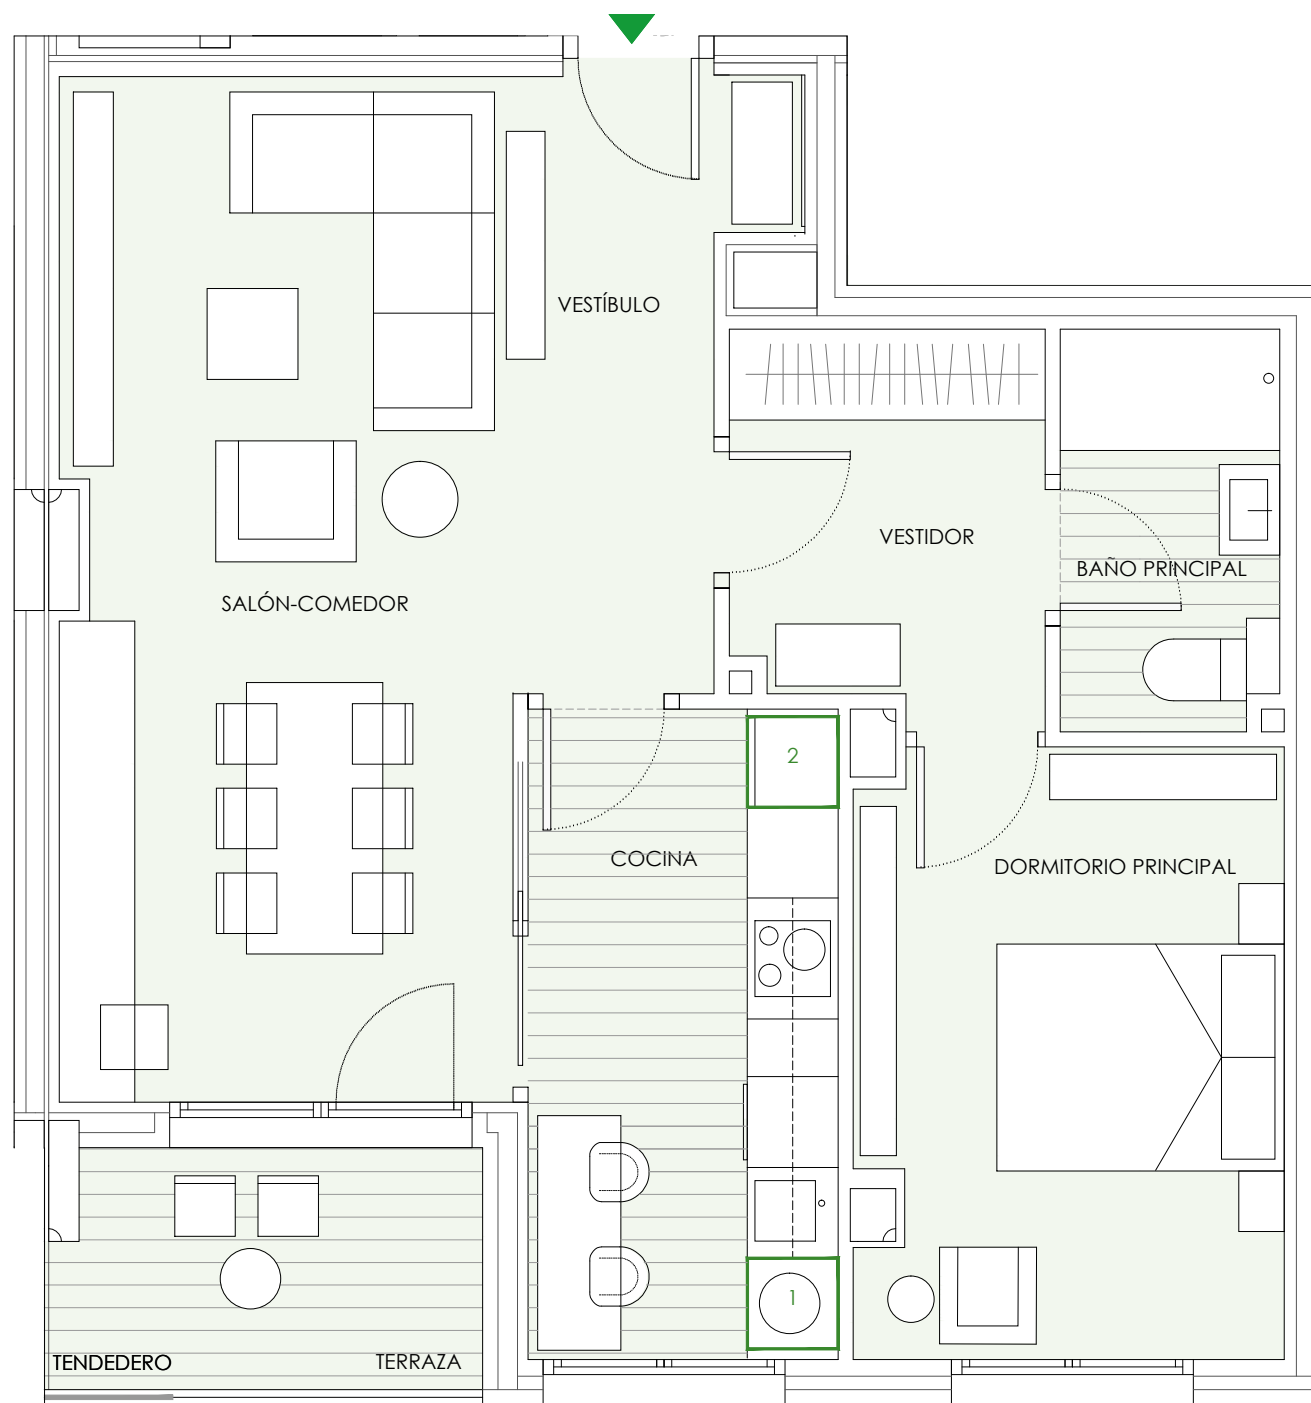 VESTÍBULO
VESTIDOR
BAÑO PRINCIPAL
SALÓN-COMEDOR
2
COCINA
DORMITORIO PRINCIPAL
1
TENDEDERO
TERRAZA